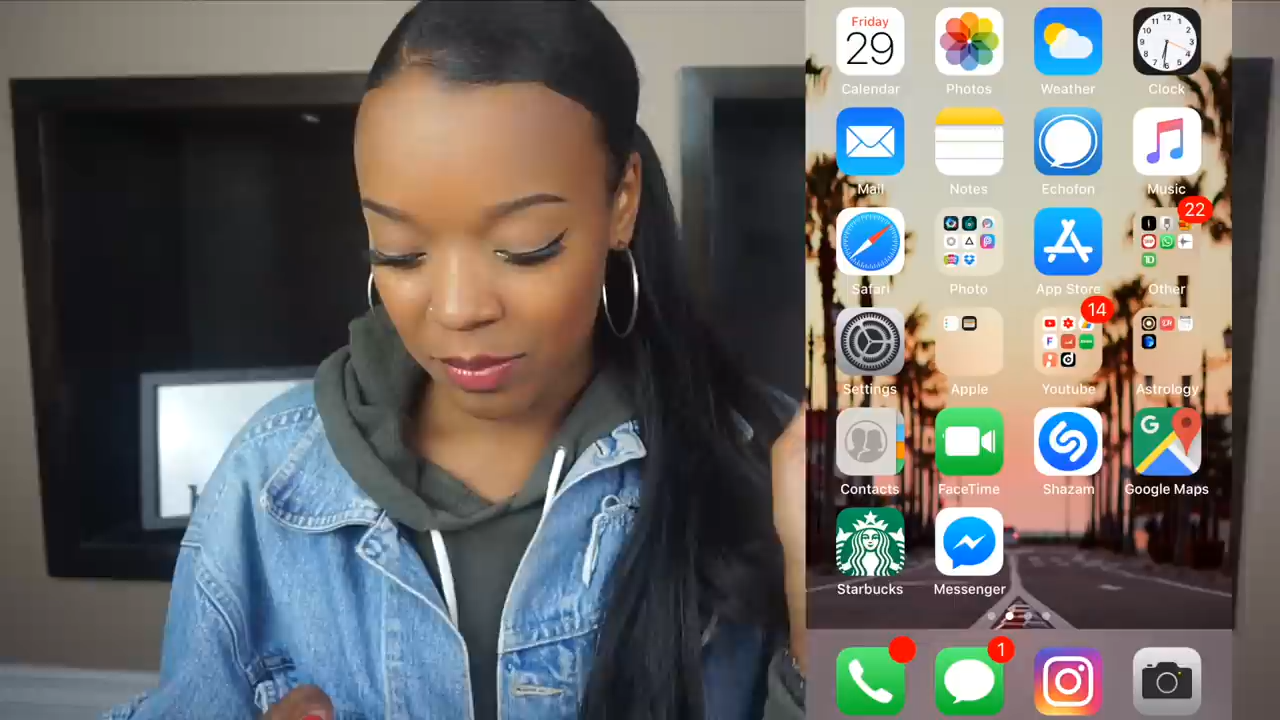 Friday
29
Calendar Photos Weather Clock
Mail Notes Echofon Music
22
Safari Photo App Store Other
14
Settings Apple Youtube Astrology
Contacts FaceTime Shazam Google Maps
Starbucks Messenger
1